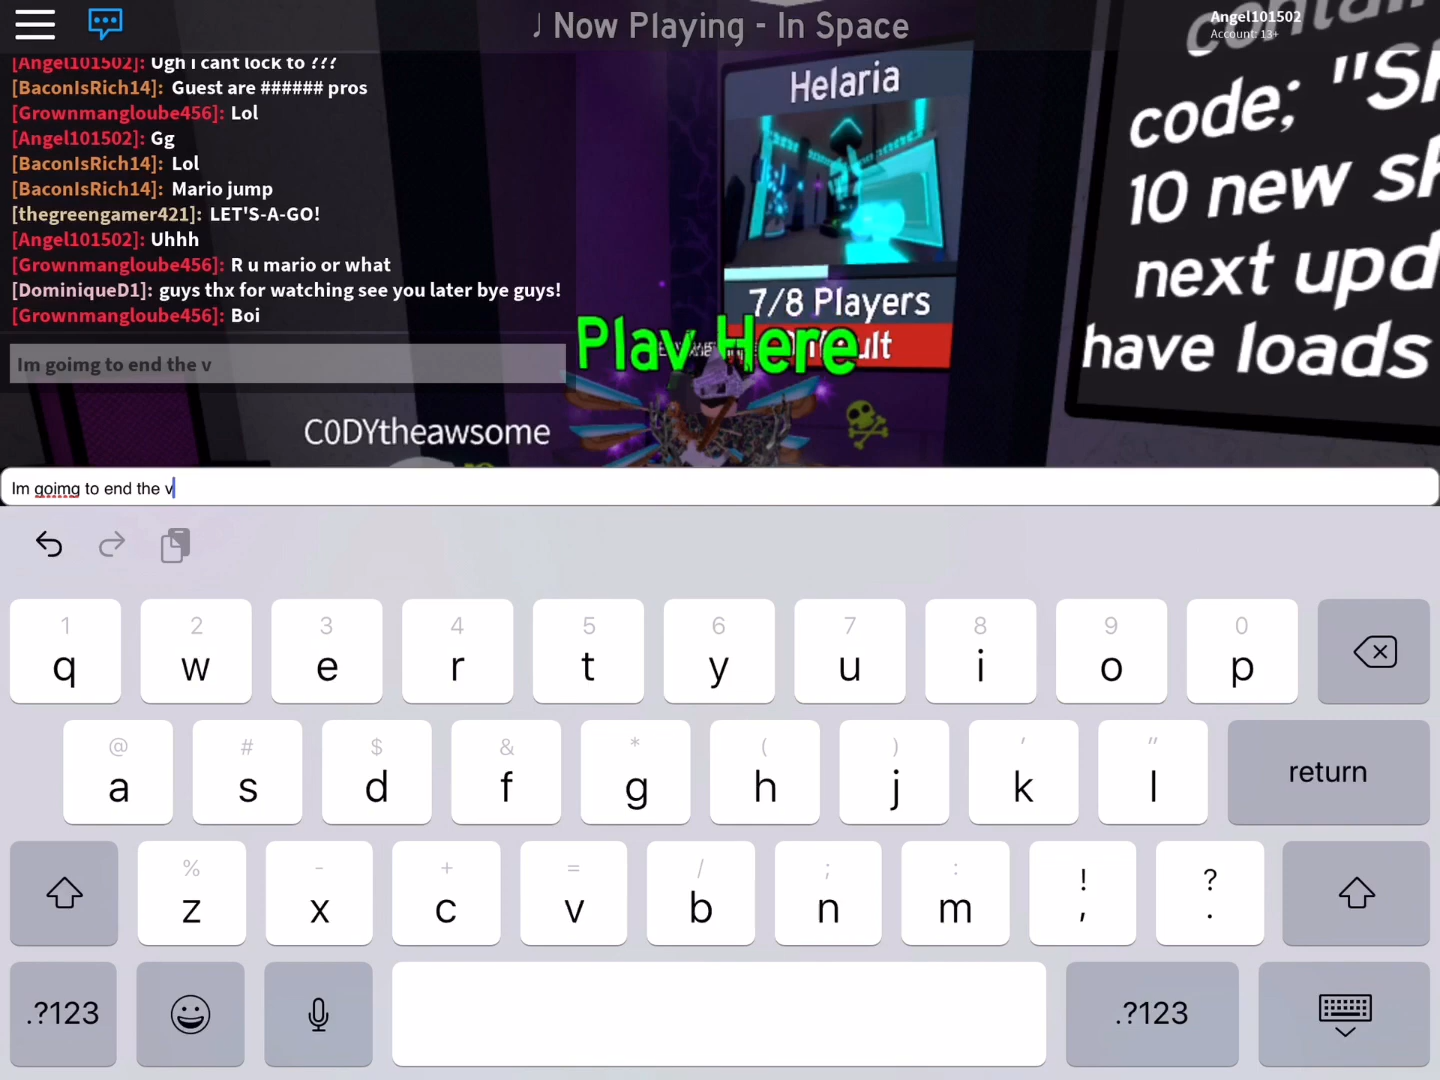 ♩ Now Playing - In Space
Angel101502
Account: 13+
[Angel101502]: Ugh I cant lock to ???
[BaconIsRich14]: Guest are ###### pros
[Grownmangloube456]: Lol
[Angel101502]: Gg
[BaconIsRich14]: Lol
[BaconIsRich14]: Mario jump
[thegreengamer421]: LET'S-A-GO!
[Angel101502]: Uhhh
[Grownmangloube456]: R u mario or what
[DominiqueD1]: guys thx for watching see you later bye guys!
[Grownmangloube456]: Boi
Im goimg to end the v
Helaria
7/8 Players
Play Here
C0DYtheawsome
code; "S
10 new s
next upd
have loads
Im goimg to end the v
1 2 3 4 5 6 7 8 9 0
q w e r t y u i o p
@ # $ & * ( ) ' "
a s d f g h j k l return
% - + = / ; : ! ?
z x c v b n m , .
.?123 .?123